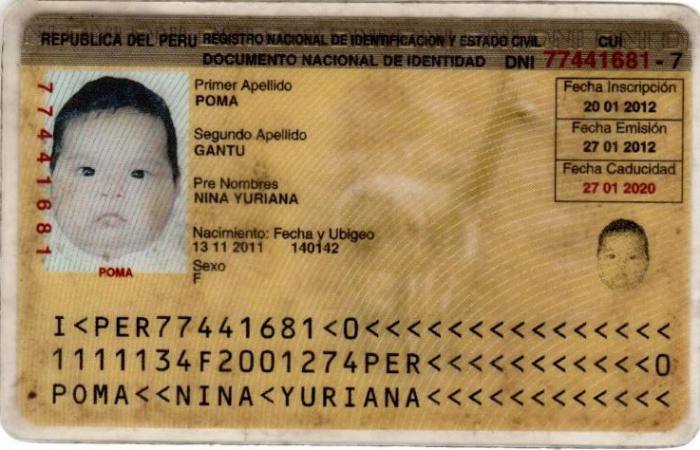 REPUBLICA DEL PERU REGISTRO NACIONAL DE IDENTIFICACION Y ESTADO CIVIL CUI
DOCUMENTO NACIONAL DE IDENTIDAD DNI 77441681 - 7
Primer Apellido
POMA
Segundo Apellido
GANTU
Pre Nombres
NINA YURIANA
Nacimiento: Fecha y Ubigeo
13 11 2011 140142
Sexo
F
Fecha Inscripción
20 01 2012
Fecha Emisión
27 01 2012
Fecha Caducidad
27 01 2020
77441681
POMA
I<PER77441681<0<<<<<<<<<<<<<<<
1111134F2001274PER<<<<<<<<<<<0
POMA<<NINA<YURIANA<<<<<<<<<<<<